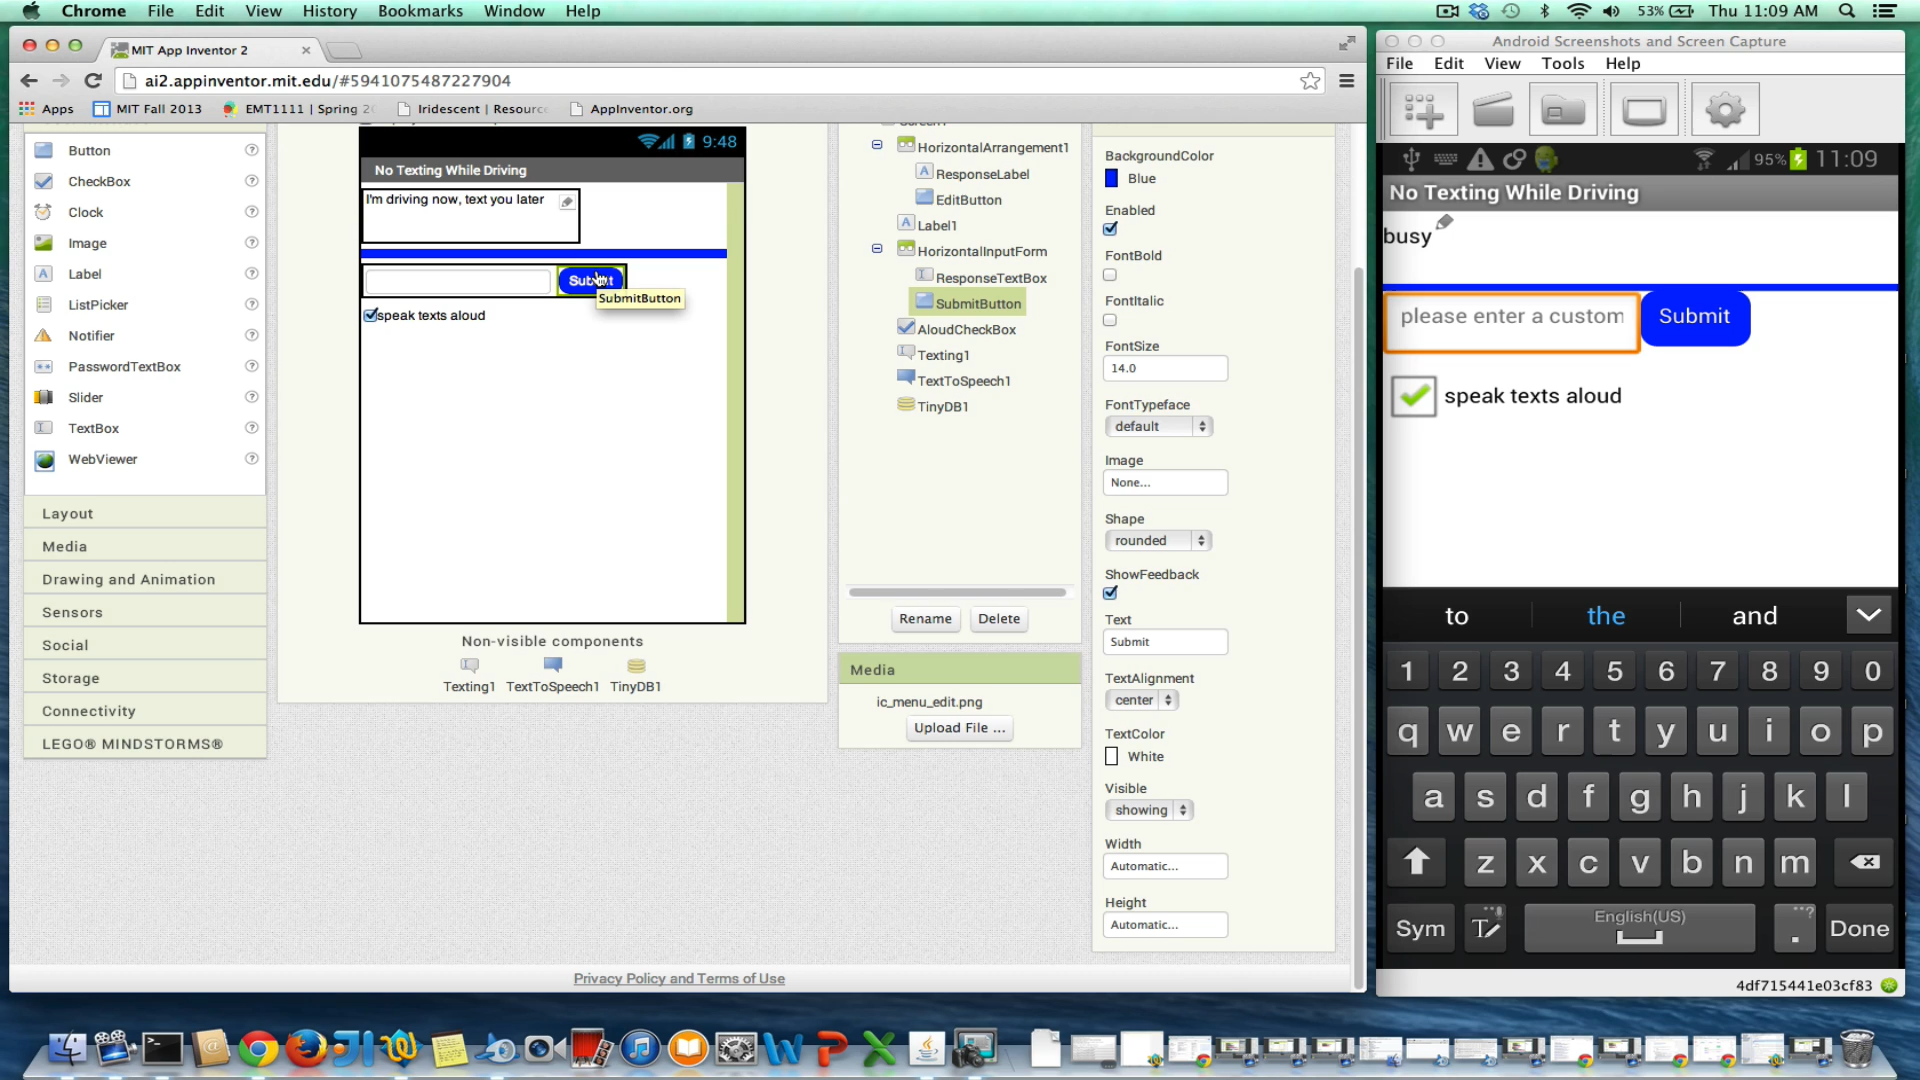 Chrome File Edit View History Bookmarks Window Help
53% Thu 11:09 AM
MIT App Inventor 2
ai2.appinventor.mit.edu/#5941075487227904
Apps MIT Fall 2013 EMT1111 | Spring 2 Iridescent | Resourc AppInventor.org
Button
CheckBox
Clock
Image
Label
ListPicker
Notifier
PasswordTextBox
Slider
TextBox
WebViewer
Layout
Media
Drawing and Animation
Sensors
Social
Storage
Connectivity
LEGO® MINDSTORMS®
9:48
No Texting While Driving
I'm driving now, text you later
Submit
SubmitButton
speak texts aloud
Non-visible components
Texting1 TextToSpeech1 TinyDB1
HorizontalArrangement1
ResponseLabel
EditButton
Label1
HorizontalInputForm
ResponseTextBox
SubmitButton
AloudCheckBox
Texting1
TextToSpeech1
TinyDB1
Rename Delete
Media
ic_menu_edit.png
Upload File ...
BackgroundColor
Blue
Enabled
FontBold
FontItalic
FontSize
14.0
FontTypeface
default
Image
None...
Shape
rounded
ShowFeedback
Text
Submit
TextAlignment
center
TextColor
White
Visible
showing
Width
Automatic...
Height
Automatic...
Privacy Policy and Terms of Use
Android Screenshots and Screen Capture
File Edit View Tools Help
95% 11:09
No Texting While Driving
busy
please enter a custom
Submit
speak texts aloud
to the and
1 2 3 4 5 6 7 8 9 0
q w e r t y u i o p
a s d f g h j k l
z x c v b n m
Sym English(US) . Done
4df715441e03cf83